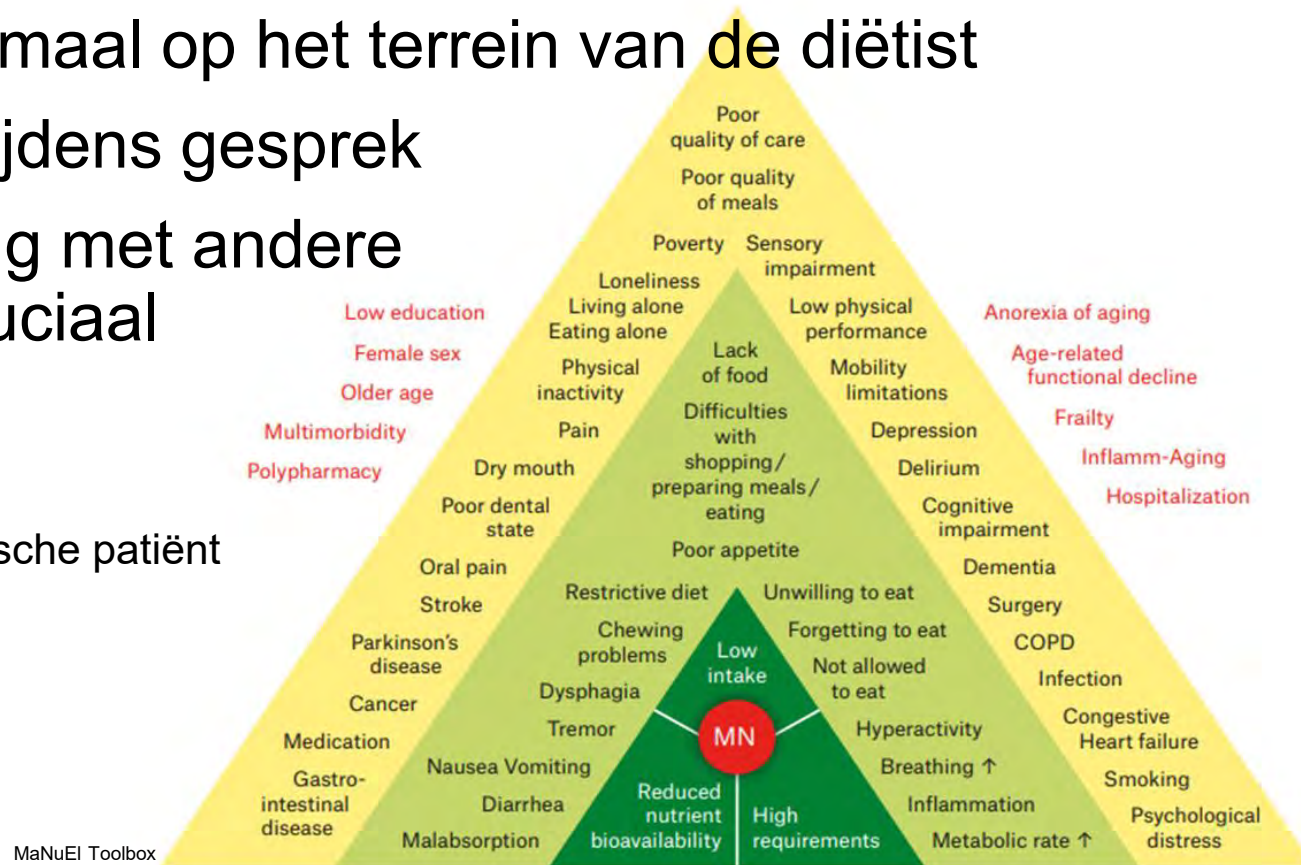 maal op het terrein van de diëtist
jdens gesprek
g met andere
uciaal
sche patiënt
Low education
Female sex
Older age
Multimorbidity
Polypharmacy
Poor
quality of care
Poor quality
of meals
Poverty
Loneliness
Living alone
Eating alone
Physical
inactivity
Pain
Dry mouth
Poor dental
state
Oral pain
Stroke
Parkinson's
disease
Cancer
Medication
Gastro-
intestinal
disease
Sensory
impairment
Low physical
performance
Mobility
limitations
Depression
Delirium
Cognitive
impairment
Dementia
Surgery
COPD
Infection
Congestive
Heart failure
Smoking
Psychological
distress
Lack
of food
Difficulties
with
shopping/
preparing meals/
eating
Poor appetite
Restrictive diet
Chewing
problems
Dysphagia
Tremor
Nausea Vomiting
Diarrhea
Malabsorption
Unwilling to eat
Forgetting to eat
Not allowed
to eat
Hyperactivity
Breathing ↑
Inflammation
Metabolic rate ↑
Low
intake
MN
Reduced
nutrient
bioavailability
High
requirements
Anorexia of aging
Age-related
functional decline
Frailty
Inflamm-Aging
Hospitalization
MaNuEl Toolbox